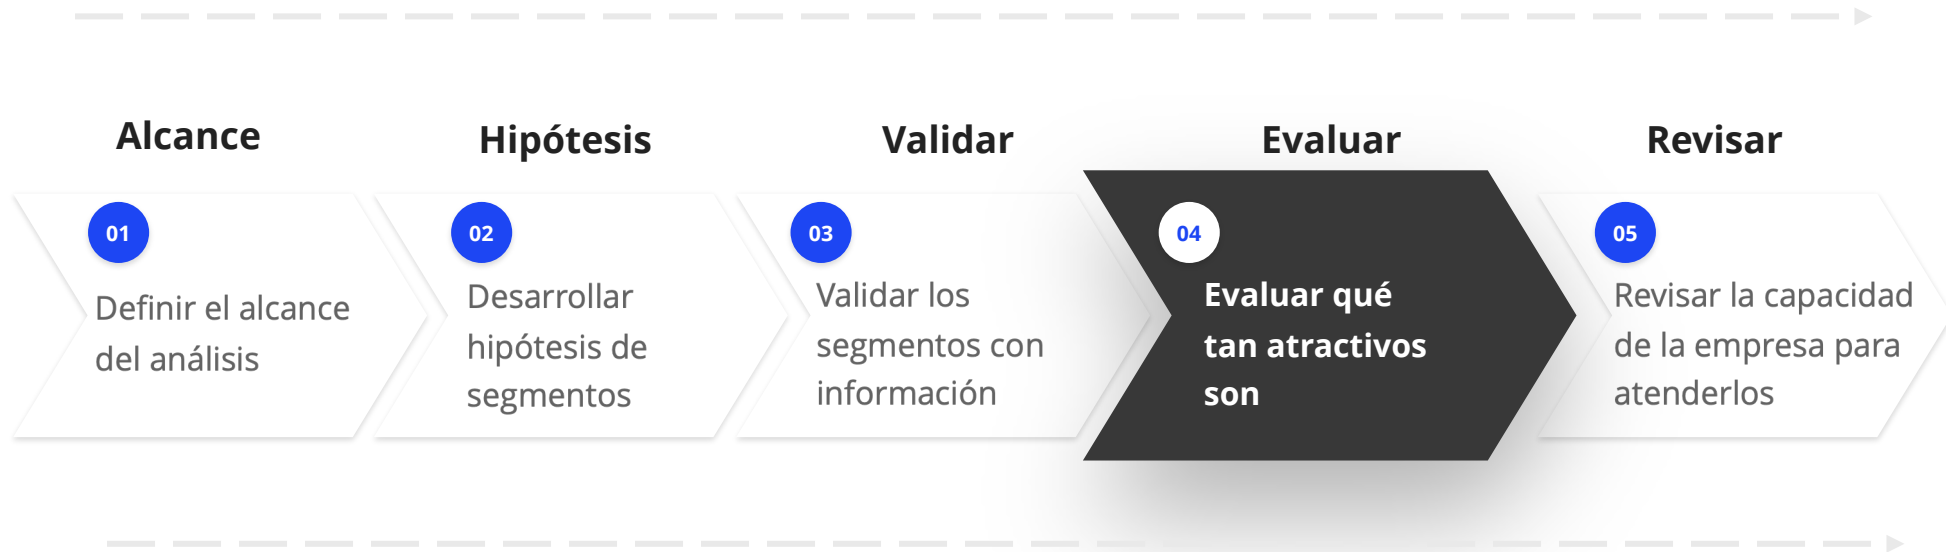 Alcance
Hipótesis
Validar
Evaluar
Revisar
01
Definir el alcance
del análisis
02
Desarrollar
hipótesis de
segmentos
03
Validar los
segmentos con
información
04
Evaluar qué
tan atractivos
son
05
Revisar la capacidad
de la empresa para
atenderlos